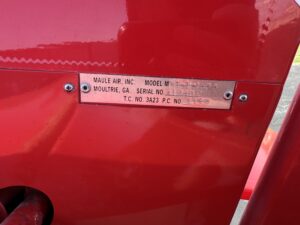 MAULE AIR, INC. MODEL M
MOULTRIE, GA. SERIAL NO.
T.C. NO. 3A23 P.C. NO.